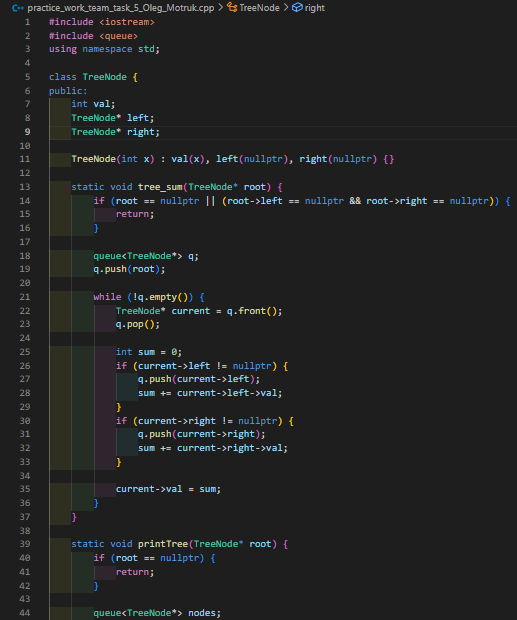 C++ practice_work_team_task_5_Oleg_Motruk.cpp > TreeNode > right
1 #include <iostream>
2 #include <queue>
3 using namespace std;
4
5 class TreeNode {
6 public:
7     int val;
8     TreeNode* left;
9     TreeNode* right;
10
11     TreeNode(int x) : val(x), left(nullptr), right(nullptr) {}
12
13     static void tree_sum(TreeNode* root) {
14         if (root == nullptr || (root->left == nullptr && root->right == nullptr)) {
15             return;
16         }
17
18         queue<TreeNode*> q;
19         q.push(root);
20
21         while (!q.empty()) {
22             TreeNode* current = q.front();
23             q.pop();
24
25             int sum = 0;
26             if (current->left != nullptr) {
27                 q.push(current->left);
28                 sum += current->left->val;
29             }
30             if (current->right != nullptr) {
31                 q.push(current->right);
32                 sum += current->right->val;
33             }
34
35             current->val = sum;
36         }
37     }
38
39     static void printTree(TreeNode* root) {
40         if (root == nullptr) {
41             return;
42         }
43
44         queue<TreeNode*> nodes;